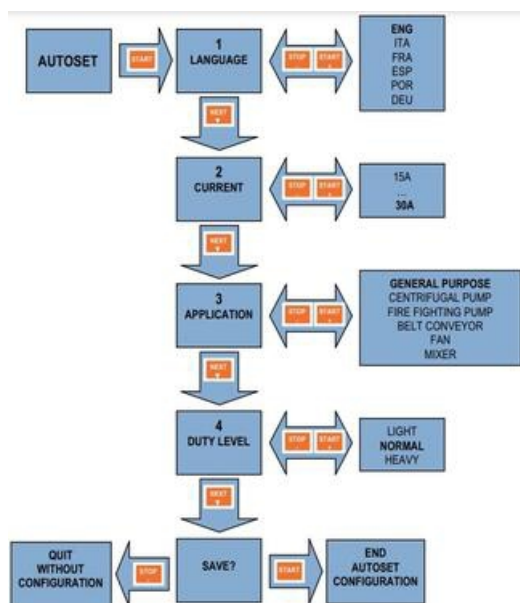 AUTOSET
START
1
LANGUAGE
STOP
-
START
+
ENG
ITA
FRA
ESP
POR
DEU
NEXT
2
CURRENT
STOP
-
START
+
15A
...
30A
NEXT
3
APPLICATION
STOP
-
START
+
GENERAL PURPOSE
CENTRIFUGAL PUMP
FIRE FIGHTING PUMP
BELT CONVEYOR
FAN
MIXER
NEXT
4
DUTY LEVEL
STOP
-
START
+
LIGHT
NORMAL
HEAVY
NEXT
QUIT
WITHOUT
CONFIGURATION
STOP
SAVE?
START
END
AUTOSET
CONFIGURATION